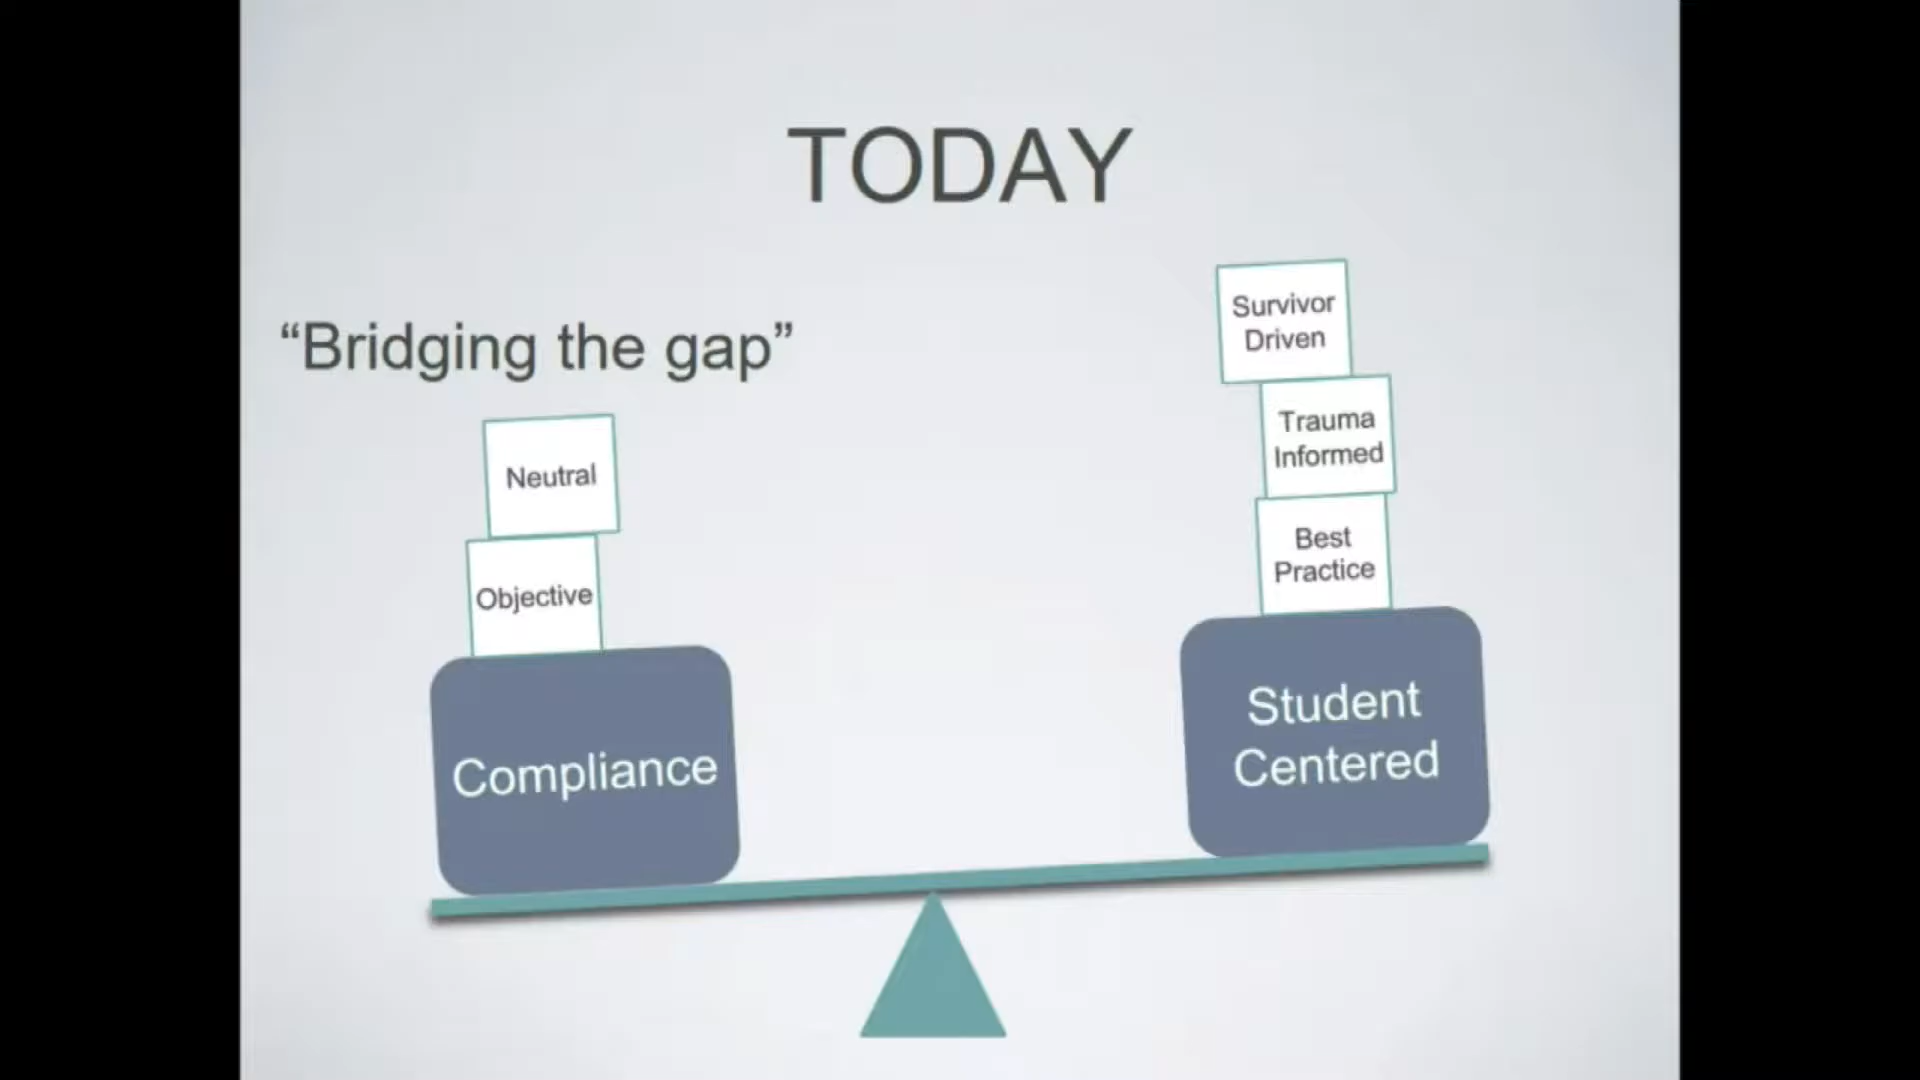 TODAY
“Bridging the gap”
Neutral
Objective
Compliance
Survivor
Driven
Trauma
Informed
Best
Practice
Student
Centered